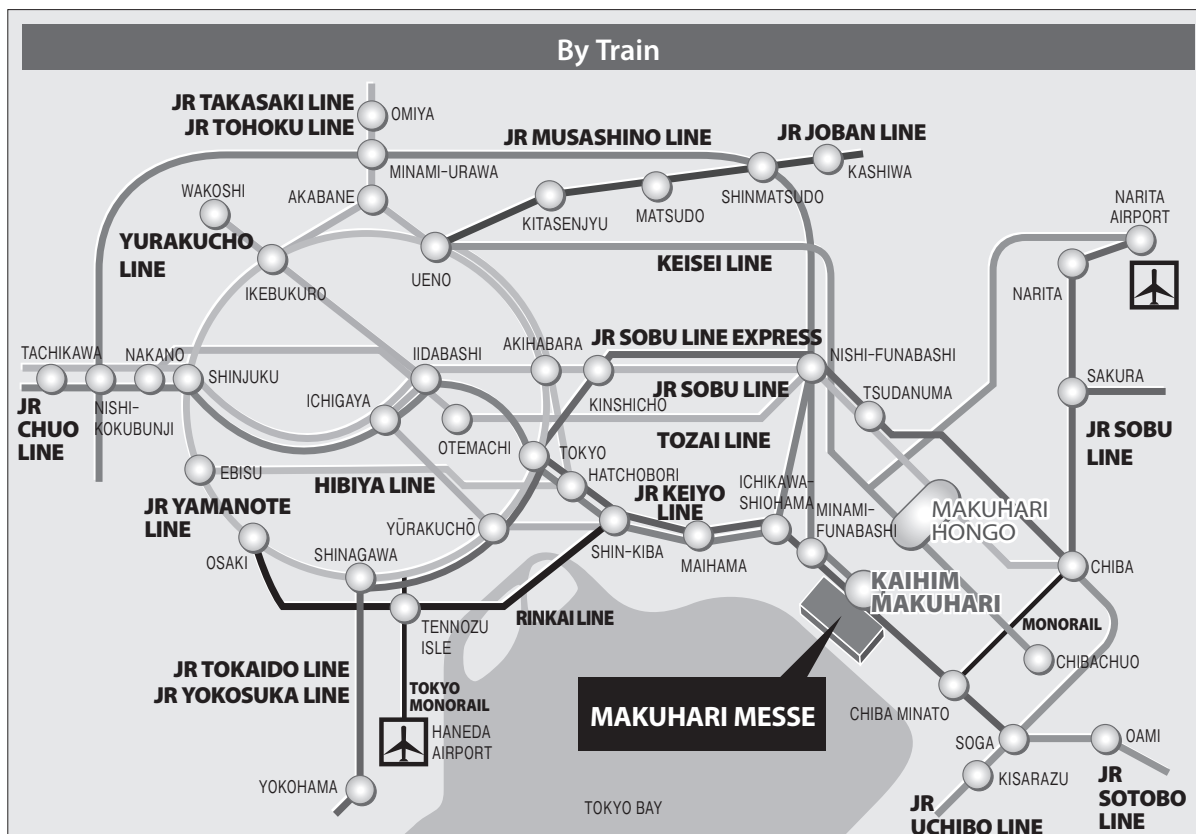 By Train
JR TAKASAKI LINE
JR TOHOKU LINE
OMIYA
JR MUSASHINO LINE
JR JOBAN LINE
MINAMI-URAWA
KASHIWA
WAKOSHI
AKABANE
KITASENJYU
MATSUDO
SHINMATSUDO
NARITA
AIRPORT
YURAKUCHO
LINE
IKEBUKURO
UENO
KEISEI LINE
NARITA
TACHIKAWA
NAKANO
SHINJUKU
IIDABASHI
AKIHABARA
JR SOBU LINE EXPRESS
NISHI-FUNABASHI
SAKURA
JR
CHUO
LINE
NISHI-
KOKUBUNJI
ICHIGAYA
KINSHICHO
JR SOBU LINE
TSUDANUMA
OTEMACHI
TOZAI LINE
JR SOBU
LINE
EBISU
HIBIYA LINE
TOKYO
HATCHOBORI
JR KEIYO
LINE
ICHIKAWA-
SHIOHAMA
MINAMI-
FUNABASHI
MAKUHARI
HONGO
JR YAMANOTE
LINE
OSAKI
SHINAGAWA
YŪRAKUCHŌ
SHIN-KIBA
MAIHAMA
KAIHIM
MAKUHARI
CHIBA
TENNOZU
ISLE
RINKAI LINE
MONORAIL
CHIBACHUO
JR TOKAIDO LINE
JR YOKOSUKA LINE
TOKYO
MONORAIL
HANEDA
AIRPORT
MAKUHARI MESSE
CHIBA MINATO
SOGA
OAMI
YOKOHAMA
TOKYO BAY
KISARAZU
JR
UCHIBO LINE
JR
SOTOBO
LINE